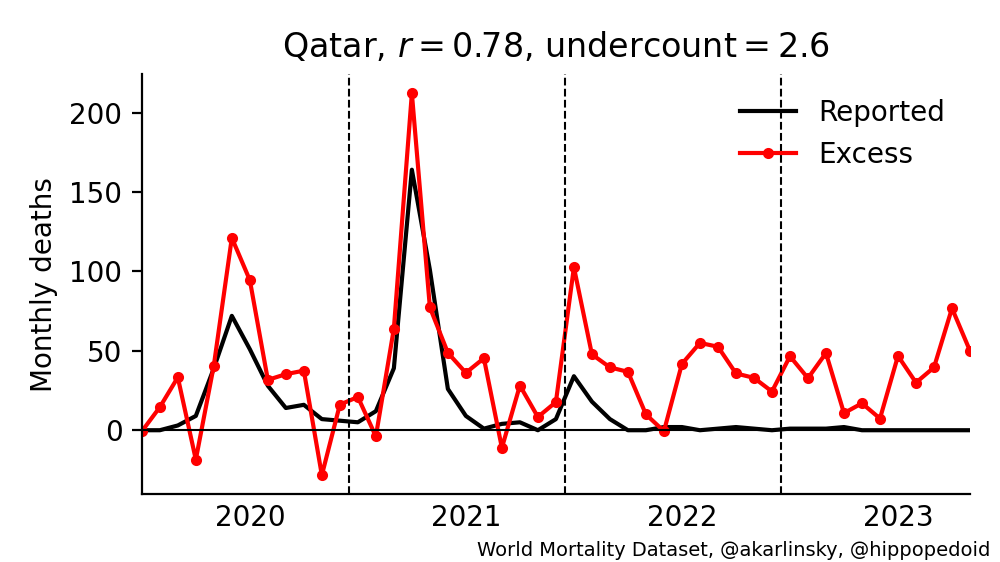 Qatar, r = 0.78, undercount = 2.6
Reported
Excess
Monthly deaths
200
150
100
50
0
2020 2021 2022 2023
World Mortality Dataset, @akarlinsky, @hippopedoid